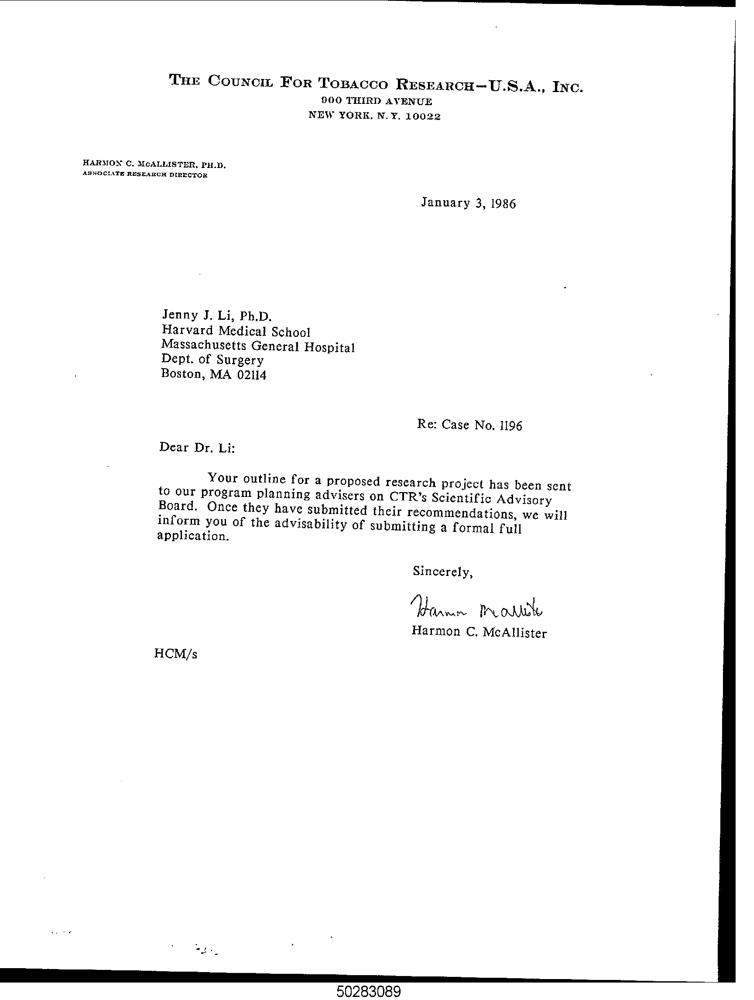 THE COUNCIL FOR TOBACCO RESEARCH—U.S.A., INC.
900 THIRD AVENUE
NEW YORK, N. Y. 10022
HARMON C. McALLISTER, PH.D.
ASSOCIATE RESEARCH DIRECTOR
January 3, 1986
Jenny J. Li, Ph.D.
Harvard Medical School
Massachusetts General Hospital
Dept. of Surgery
Boston, MA 02114
Re: Case No. 1196
Dear Dr. Li:
Your outline for a proposed research project has been sent
to our program planning advisers on CTR's Scientific Advisory
Board. Once they have submitted their recommendations, we will
inform you of the advisability of submitting a formal full
application.
Sincerely,
Harmon McAllister
Harmon C. McAllister
HCM/s
50283089